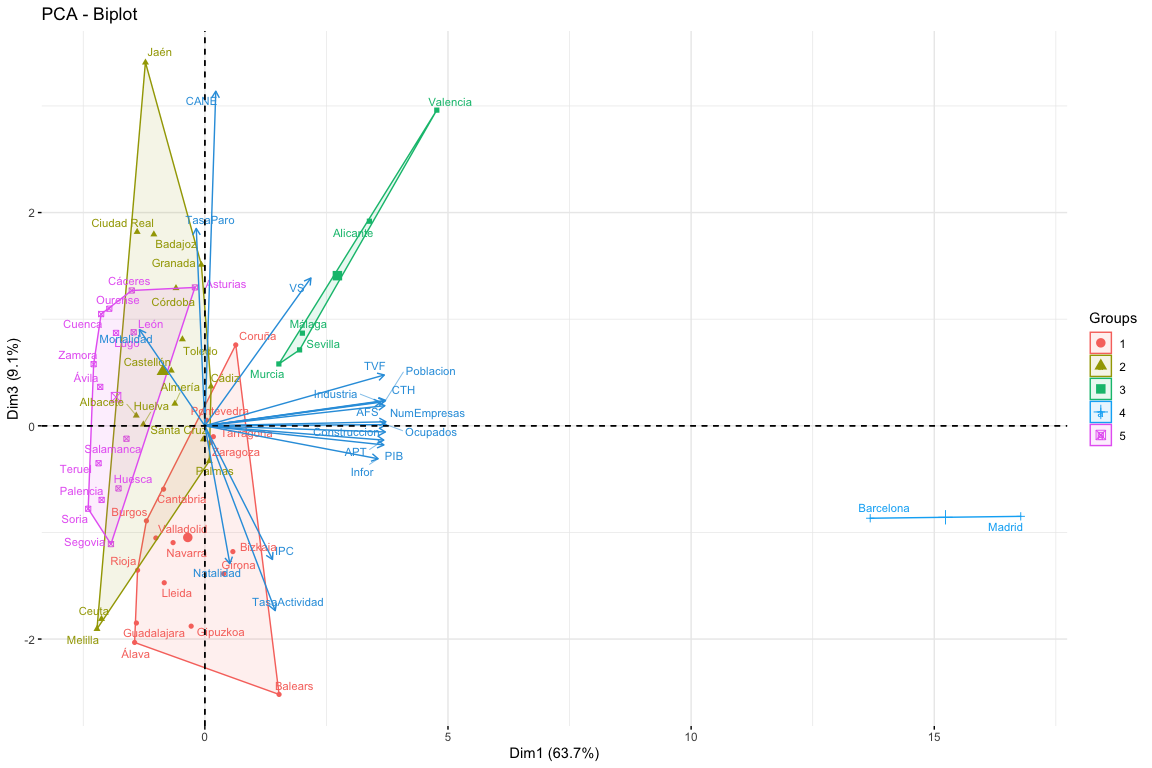 PCA - Biplot
Jaén
CANE
Valencia
2
Ciudad Real
TasaParo
Alicante
Badajoz
Granada
Cáceres
Asturias
VS
Ourense
Córdoba
Groups
Cuenca
León
Málaga
Mortalidad
Lugo
Coruña
1
Sevilla
Zamora
Toledo
2
Castellón
TVF
Poblacion
Murcia
Ávila
Cádiz
Almería
CTH
3
Industria
Albacete
Huelva
Pontevedra
AFS
NumEmpresas
4
Dim3 (9.1%)
0
Santa Cruz
Tarragona
Construccion
Ocupados
5
Salamanca
Zaragoza
APT
PIB
Teruel
Palmas
Infor
Huesca
Palencia
Cantabria
Burgos
Barcelona
Soria
Valladolid
Madrid
Segovia
Navarra
Bizkaia
IPC
Rioja
Girona
Natalidad
Lleida
TasaActividad
Ceuta
Guadalajara
Gipuzkoa
Melilla
-2
Álava
Balears
0
5
10
15
Dim1 (63.7%)